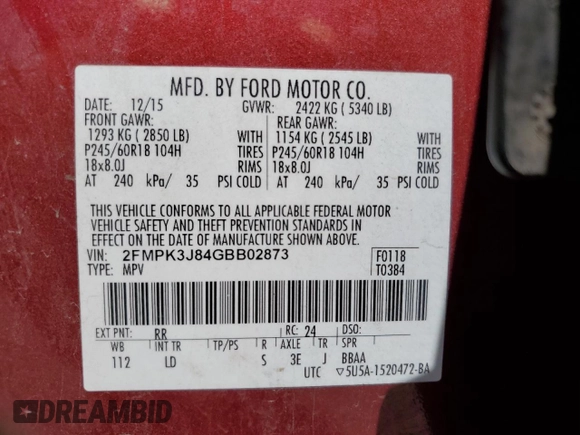 MFD. BY FORD MOTOR CO.
DATE: 12/15 GVWR: 2422 KG ( 5340 LB)
FRONT GAWR: REAR GAWR:
1293 KG ( 2850 LB) WITH 1154 KG ( 2545 LB) WITH
P245/60R18 104H TIRES P245/60R18 104H TIRES
18x8.0J RIMS 18x8.0J RIMS
AT 240 kPa/ 35 PSI COLD AT 240 kPa/ 35 PSI COLD
THIS VEHICLE CONFORMS TO ALL APPLICABLE FEDERAL MOTOR
VEHICLE SAFETY AND THEFT PREVENTION STANDARDS IN
EFFECT ON THE DATE OF MANUFACTURE SHOWN ABOVE.
VIN: 2FMPK3J84GBB02873 F0118
TYPE: MPV T0384
EXT PNT: RR RC: 24 DSO:
WB INT TR TP/PS R AXLE TR SPR
112 LD S 3E J BBAA
UTC ▽5U5A-1520472-BA
DREAMBID